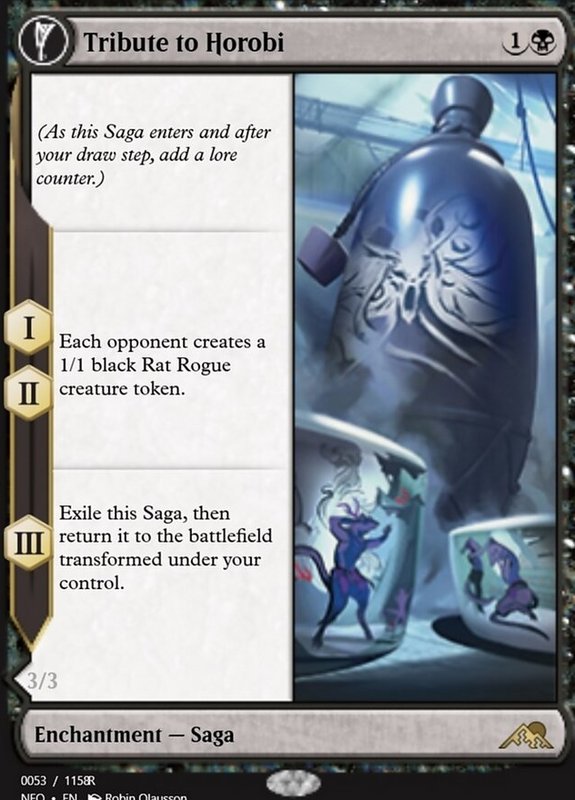 Tribute to Horobi
1
(As this Saga enters and after
your draw step, add a lore
counter.)
I
II
Each opponent creates a
1/1 black Rat Rogue
creature token.
III
Exile this Saga, then
return it to the battlefield
transformed under your
control.
3/3
Enchantment — Saga
0053 / 1158R
NEO • EN Robin Olausson